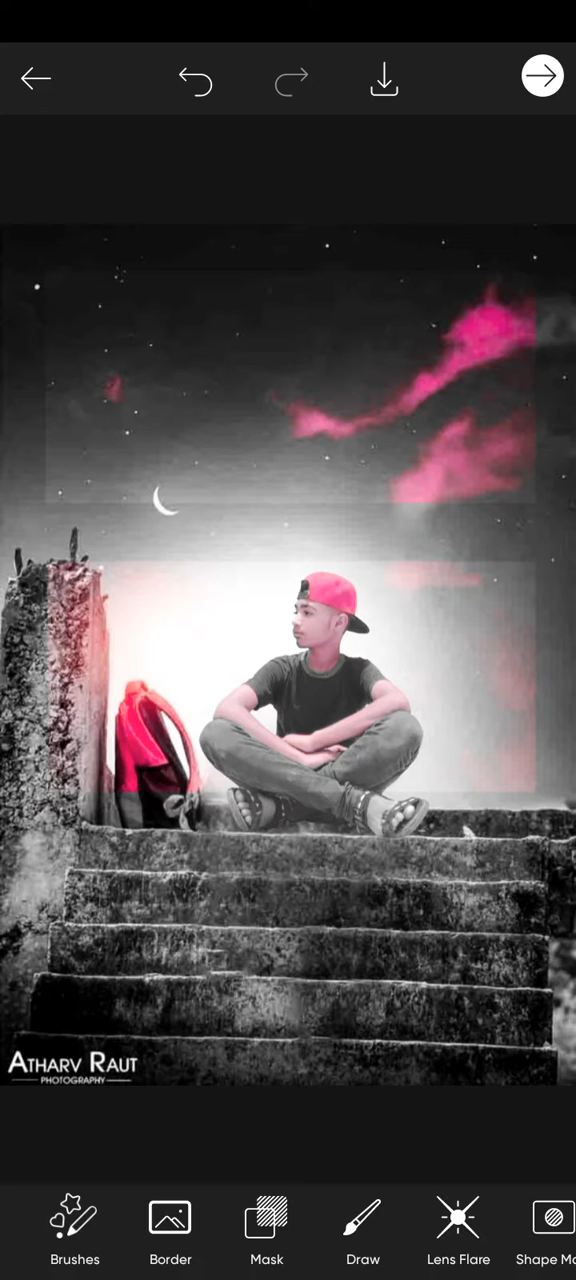 ATHARV RAUT
PHOTOGRAPHY
Brushes
Border
Mask
Draw
Lens Flare
Shape Ma